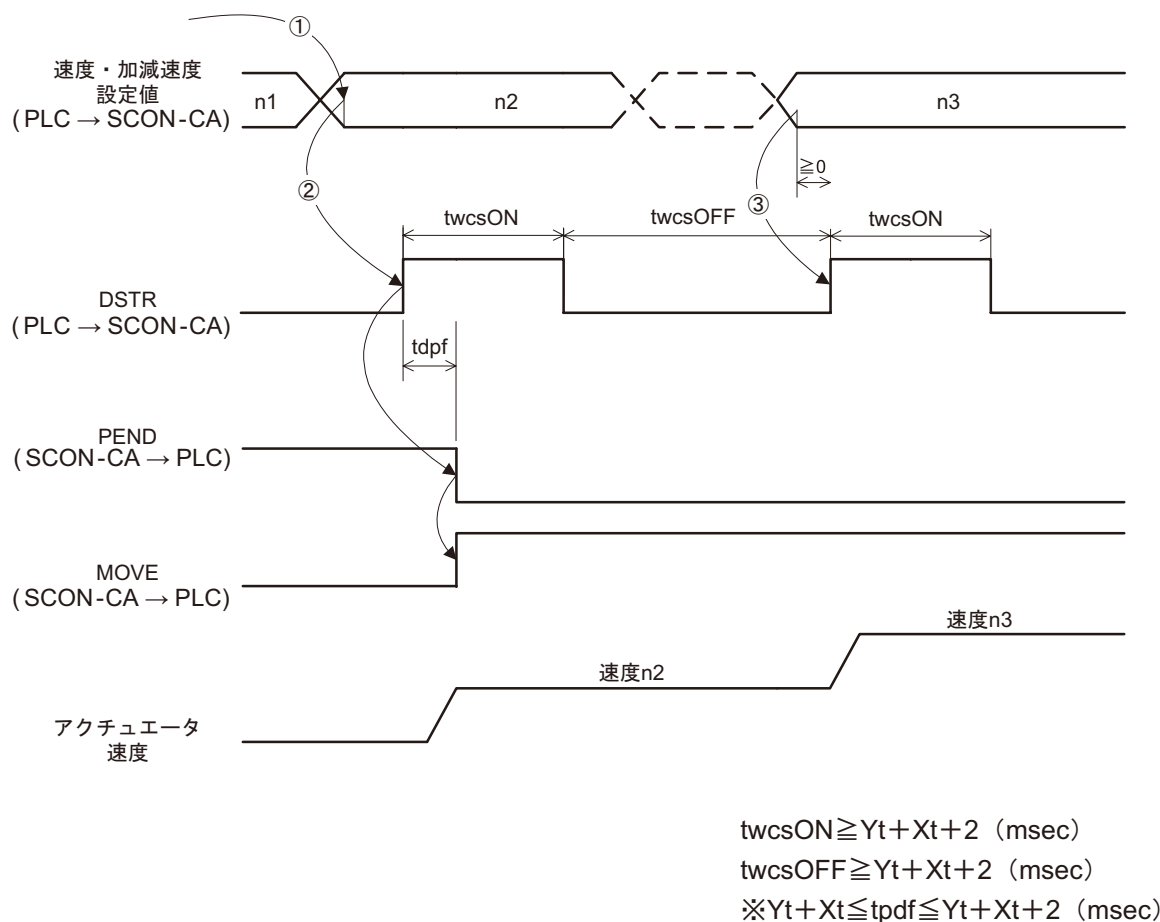 ①
速度・加減速度
設定値
(PLC → SCON-CA)
n1
n2
n3
≧0
②
③
twcsON
twcsOFF
twcsON
DSTR
(PLC → SCON-CA)
tdpf
PEND
(SCON-CA → PLC)
MOVE
(SCON-CA → PLC)
速度n3
速度n2
アクチュエータ
速度
twcsON≧Yt＋Xt＋2（msec）
twcsOFF≧Yt＋Xt＋2（msec）
※Yt＋Xt≦tpdf≦Yt＋Xt＋2（msec）